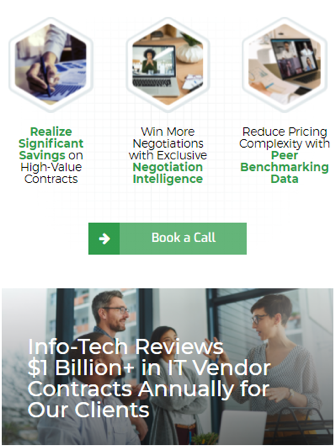 Realize
Significant
Savings on
High-Value
Contracts
Win More
Negotiations
with Exclusive
Negotiation
Intelligence
Reduce Pricing
Complexity with
Peer
Benchmarking
Data
Book a Call
Info-Tech Reviews
$1 Billion+ in IT Vendor
Contracts Annually for
Our Clients